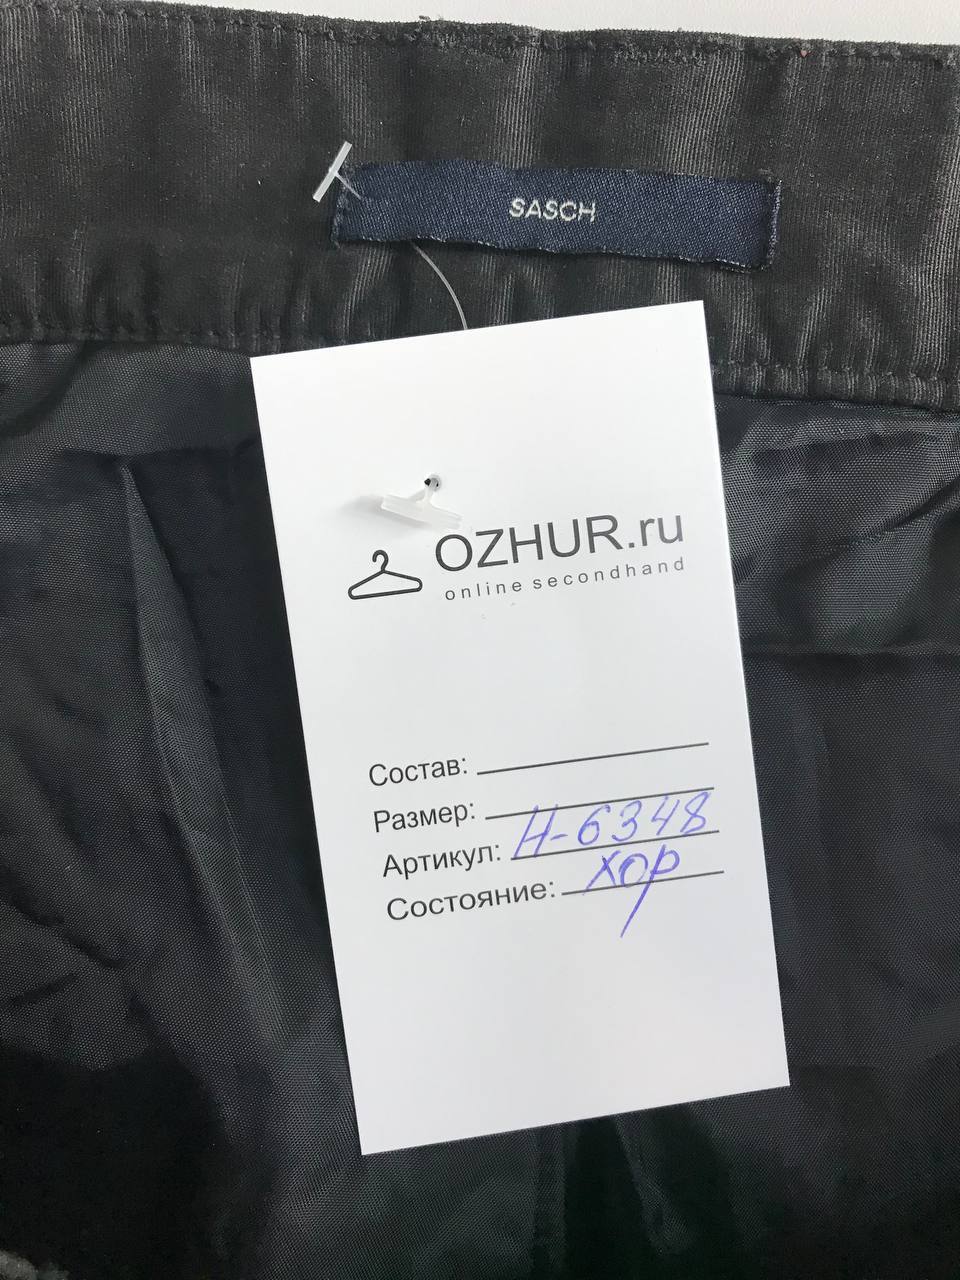 SASCH
OZHUR.ru
online secondhand
Состав:
Размер:
Артикул: Н-6348
Состояние: хор